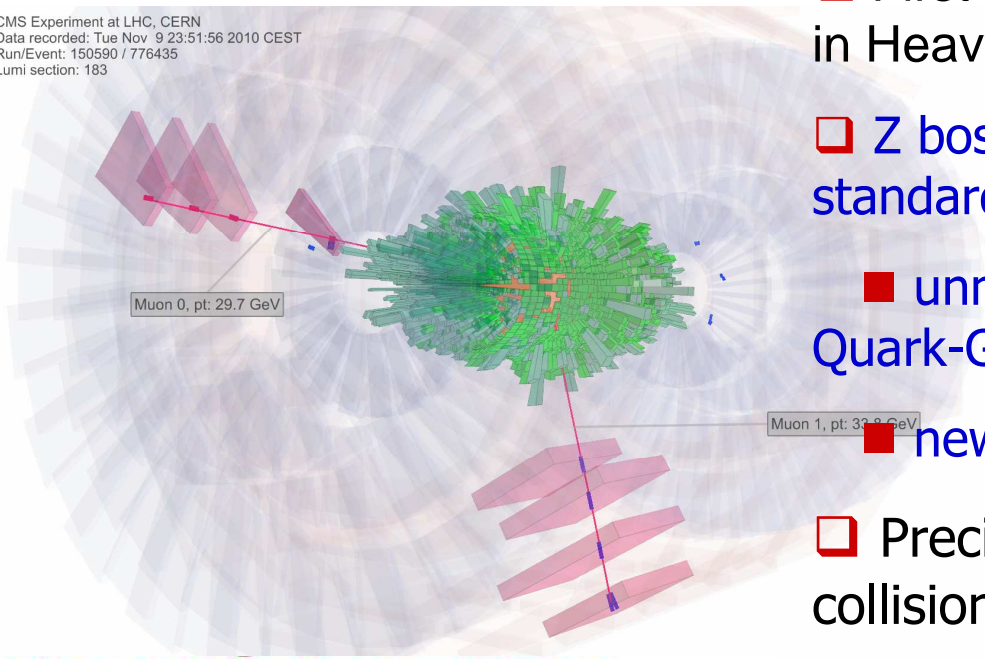 CMS Experiment at LHC, CERN
Data recorded: Tue Nov 9 23:51:56 2010 CEST
Run/Event: 150590 / 776435
Lumi section: 183
in Heav
Z bos
standar
unr
Quark-G
Muon 0, pt: 29.7 GeV
Muon 1, pt: 33.8 GeV
new
Preci
collision